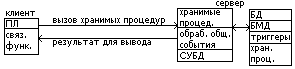 сервер
клиент
ПЛ
связ.
функ.
вызов хранимых процедур
результат для вывода
хранимые
процед.
обраб. общ.
события
СУБД
БД
БМД
триггеры
хран.
проц.